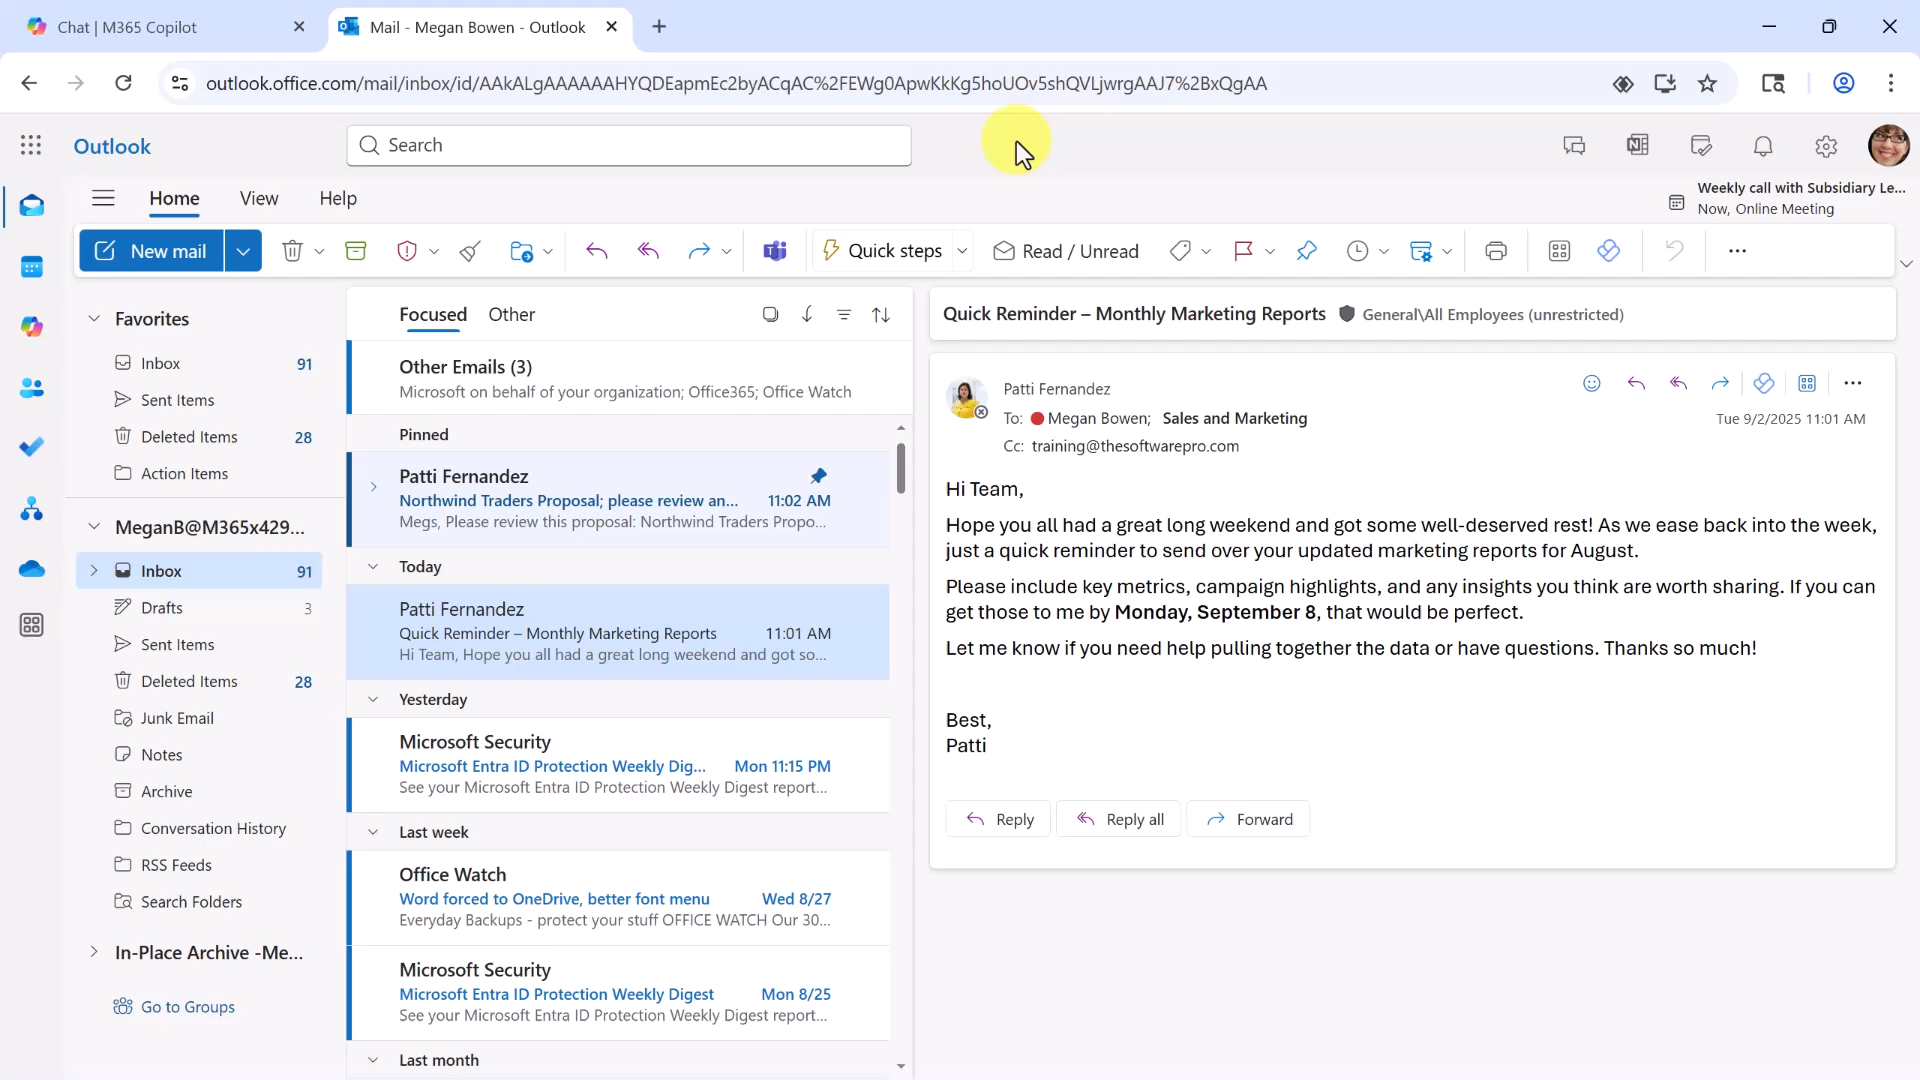 Chat | M365 Copilot
Mail - Megan Bowen - Outlook
outlook.office.com/mail/inbox/id/AAkALgAAAAAAHYQDEapmEc2byACqAC%2FEWg0ApwKkKg5hoUOv5shQVLjwrgAAJ7%2BxQgAA
Outlook
Search
Home
View
Help
Weekly call with Subsidiary Le...
Now, Online Meeting
New mail
Quick steps
Read / Unread
Favorites
Inbox 91
Sent Items
Deleted Items 28
Action Items
MeganB@M365x429...
Inbox 91
Drafts 3
Sent Items
Deleted Items 28
Junk Email
Notes
Archive
Conversation History
RSS Feeds
Search Folders
In-Place Archive -Me...
Go to Groups
Focused
Other
Other Emails (3)
Microsoft on behalf of your organization; Office365; Office Watch
Pinned
Patti Fernandez
Northwind Traders Proposal; please review an... 11:02 AM
Megs, Please review this proposal: Northwind Traders Propo...
Today
Patti Fernandez
Quick Reminder – Monthly Marketing Reports 11:01 AM
Hi Team, Hope you all had a great long weekend and got so...
Yesterday
Microsoft Security
Microsoft Entra ID Protection Weekly Dig... Mon 11:15 PM
See your Microsoft Entra ID Protection Weekly Digest report...
Last week
Office Watch
Word forced to OneDrive, better font menu Wed 8/27
Everyday Backups - protect your stuff OFFICE WATCH Our 30...
Microsoft Security
Microsoft Entra ID Protection Weekly Digest Mon 8/25
See your Microsoft Entra ID Protection Weekly Digest report...
Last month
Quick Reminder – Monthly Marketing Reports General\All Employees (unrestricted)
Patti Fernandez
To: Megan Bowen; Sales and Marketing
Tue 9/2/2025 11:01 AM
Cc: training@thesoftwarepro.com
Hi Team,
Hope you all had a great long weekend and got some well-deserved rest! As we ease back into the week,
just a quick reminder to send over your updated marketing reports for August.
Please include key metrics, campaign highlights, and any insights you think are worth sharing. If you can
get those to me by Monday, September 8, that would be perfect.
Let me know if you need help pulling together the data or have questions. Thanks so much!
Best,
Patti
Reply
Reply all
Forward